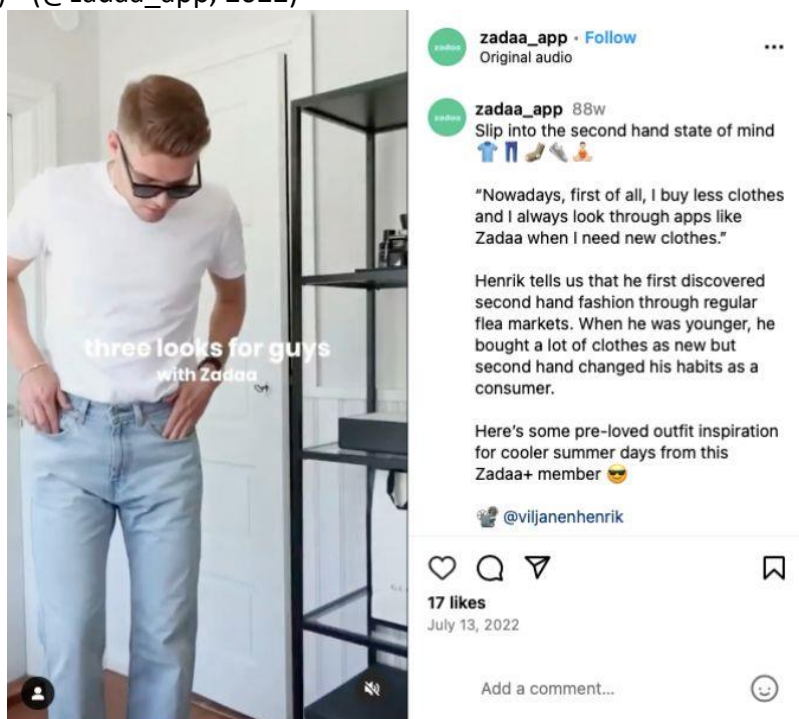 (@zadaa_app, 2022)
zadaa_app • Follow
Original audio
zadaa_app 88w
Slip into the second hand state of mind
👕👖🧦👟🧘🏻
"Nowadays, first of all, I buy less clothes
and I always look through apps like
Zadaa when I need new clothes."
Henrik tells us that he first discovered
second hand fashion through regular
flea markets. When he was younger, he
bought a lot of clothes as new but
second hand changed his habits as a
consumer.
Here's some pre-loved outfit inspiration
for cooler summer days from this
Zadaa+ member 😎
📽️ @viljanenhenrik
17 likes
July 13, 2022
Add a comment...
three looks for guys
with Zadaa
zadaa
zadaa